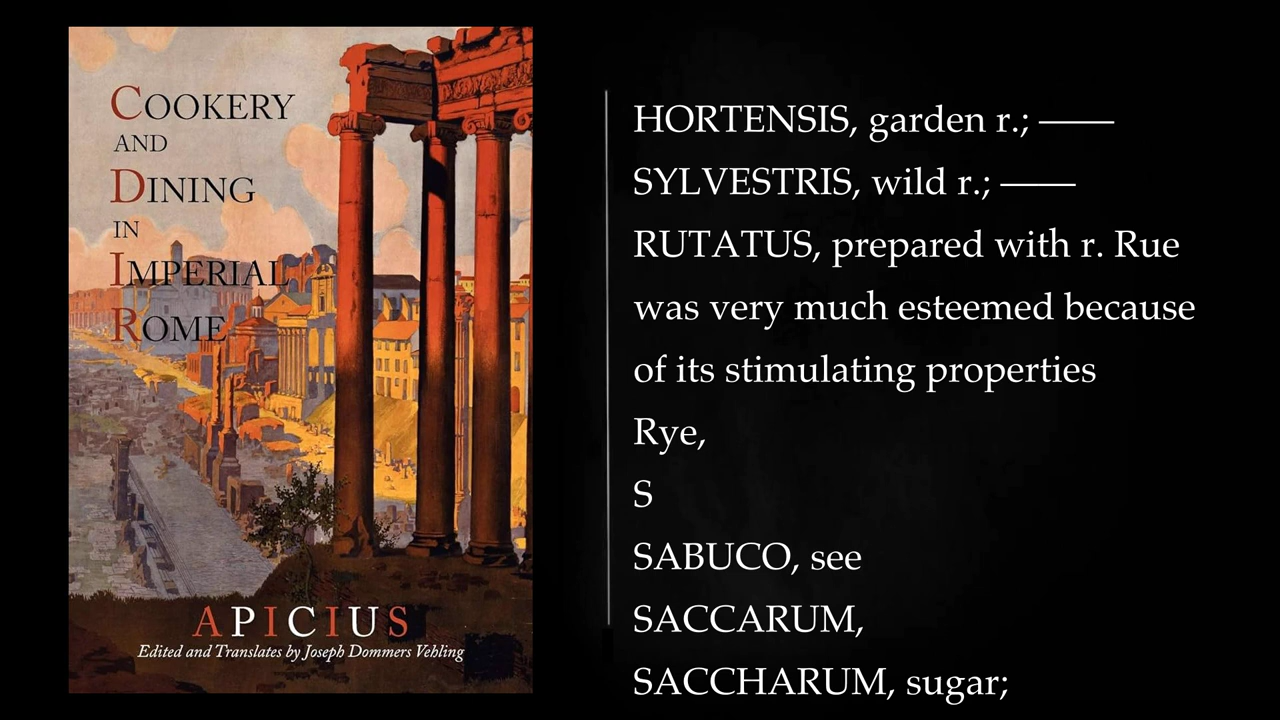 COOKERY
AND
DINING
IN
IMPERIAL
ROME
APICIUS
Edited and Translates by Joseph Dommers Vehling
HORTENSIS, garden r.; ——
SYLVESTRIS, wild r.; ——
RUTATUS, prepared with r. Rue
was very much esteemed because
of its stimulating properties
Rye,
S
SABUCO, see
SACCARUM,
SACCHARUM, sugar;